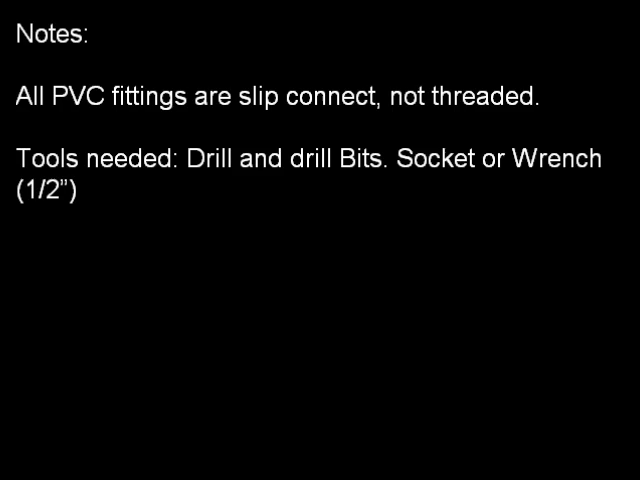 Notes:
All PVC fittings are slip connect, not threaded.
Tools needed: Drill and drill Bits. Socket or Wrench
(1/2”)